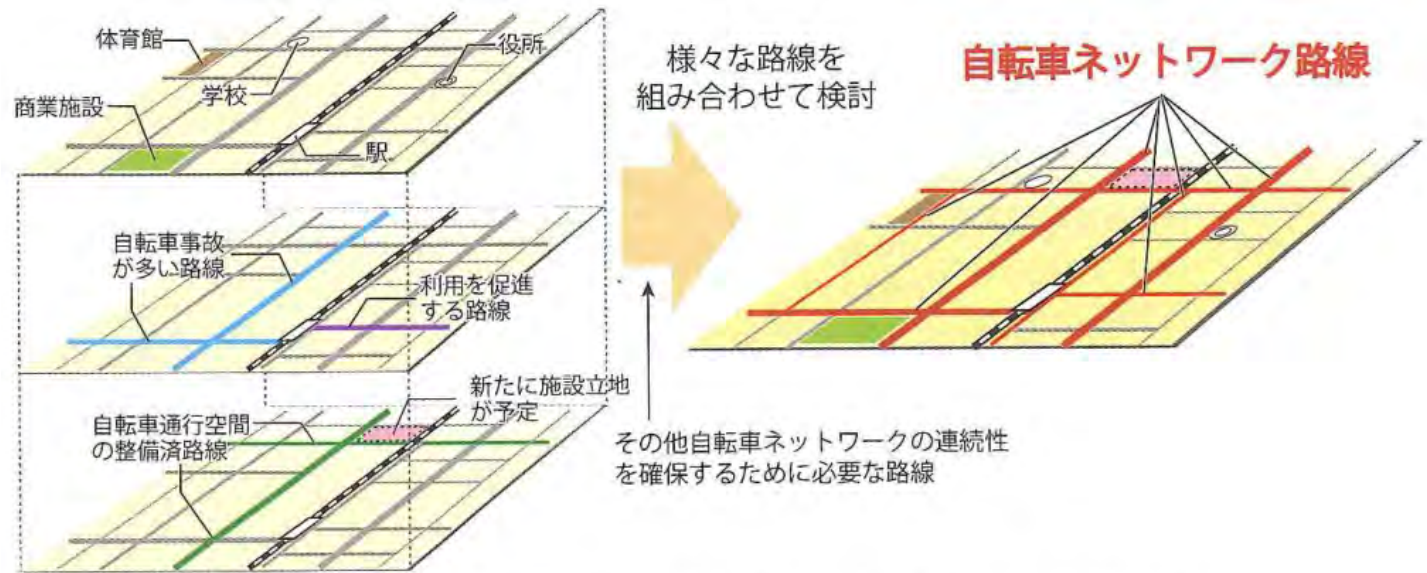 体育館
学校
役所
商業施設
駅
自転車事故
が多い路線
利用を促進
する路線
自転車通行空間
の整備済路線
新たに施設立地
が予定
様々な路線を
組み合わせて検討
その他自転車ネットワークの連続性
を確保するために必要な路線
自転車ネットワーク路線